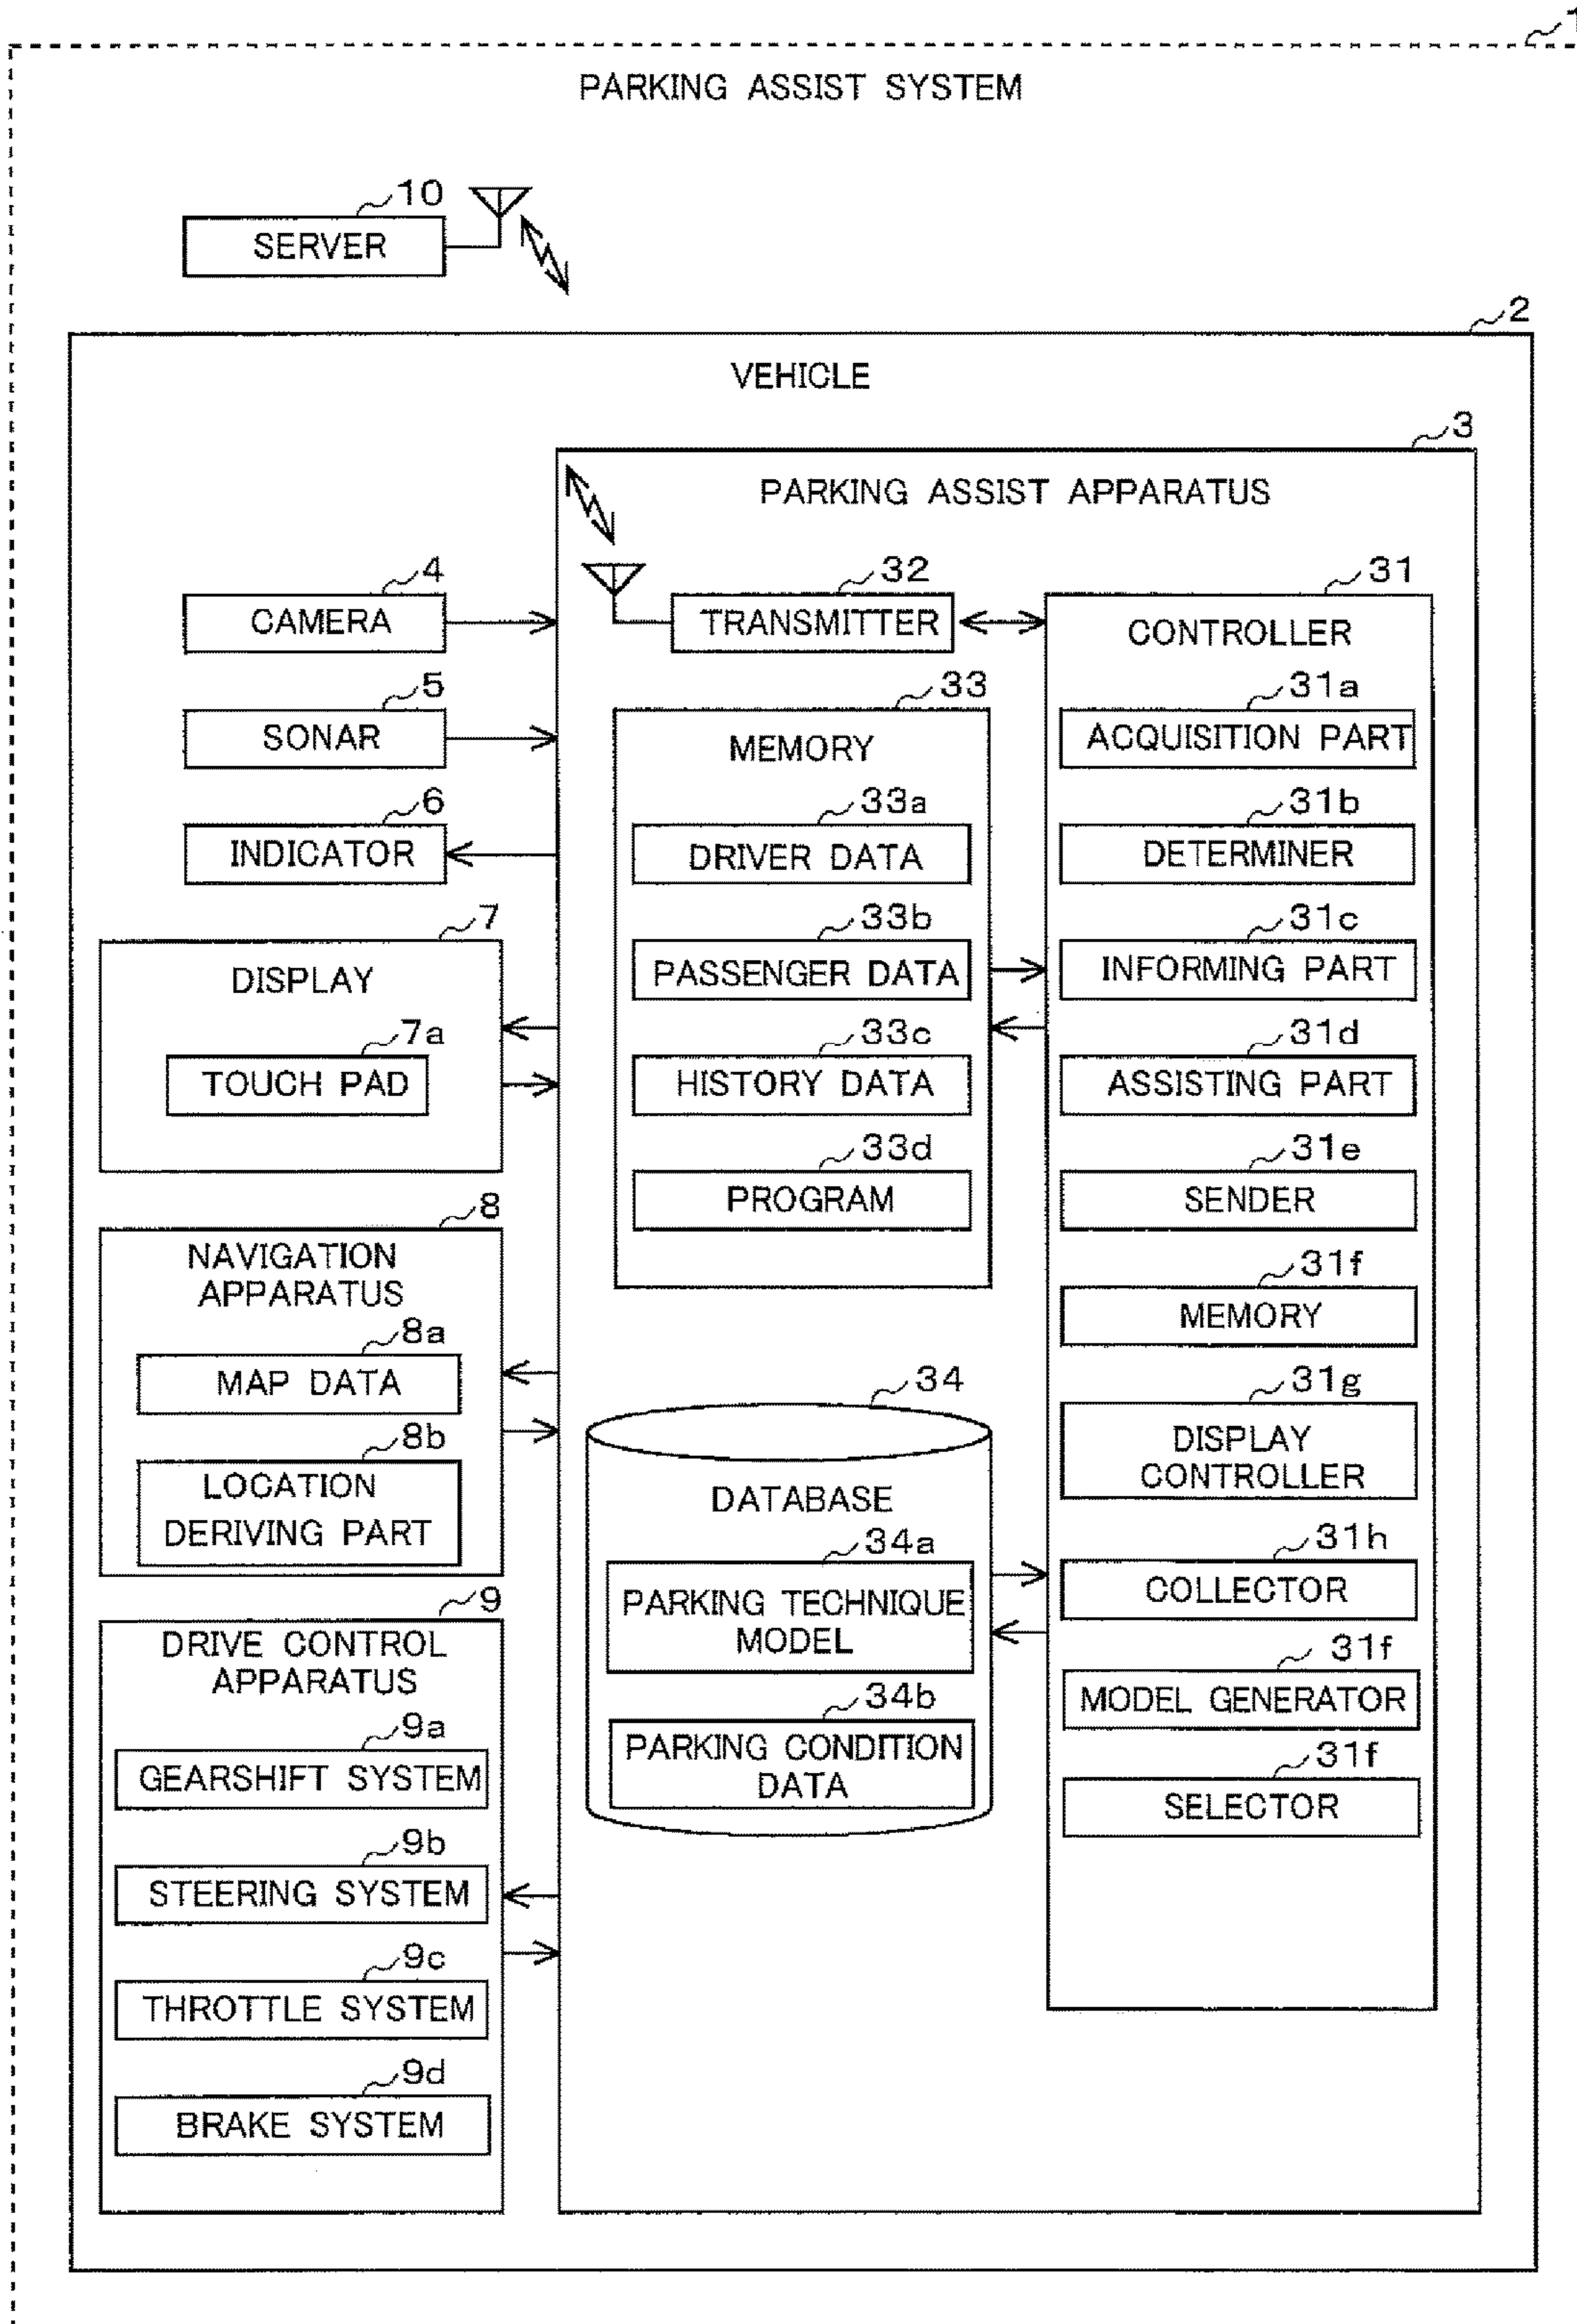 1
PARKING ASSIST SYSTEM
10
SERVER
2
VEHICLE
3
PARKING ASSIST APPARATUS
4
CAMERA
5
SONAR
6
INDICATOR
7
DISPLAY
7a
TOUCH PAD
8
NAVIGATION
APPARATUS
8a
MAP DATA
8b
LOCATION
DERIVING PART
9
DRIVE CONTROL
APPARATUS
9a
GEARSHIFT SYSTEM
9b
STEERING SYSTEM
9c
THROTTLE SYSTEM
9d
BRAKE SYSTEM
32
TRANSMITTER
33
MEMORY
33a
DRIVER DATA
33b
PASSENGER DATA
33c
HISTORY DATA
33d
PROGRAM
34
DATABASE
34a
PARKING TECHNIQUE
MODEL
34b
PARKING CONDITION
DATA
31
CONTROLLER
31a
ACQUISITION PART
31b
DETERMINER
31c
INFORMING PART
31d
ASSISTING PART
31e
SENDER
31f
MEMORY
31g
DISPLAY
CONTROLLER
31h
COLLECTOR
31f
MODEL GENERATOR
31f
SELECTOR